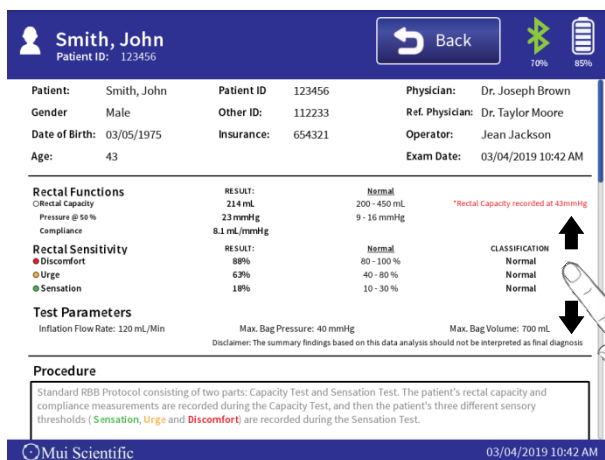 Smith, John
Patient ID: 123456
Back
70%
85%
Patient: Smith, John Patient ID 123456 Physician: Dr. Joseph Brown
Gender Male Other ID: 112233 Ref. Physician: Dr. Taylor Moore
Date of Birth: 03/05/1975 Insurance: 654321 Operator: Jean Jackson
Age: 43 Exam Date: 03/04/2019 10:42 AM
Rectal Functions RESULT: Normal
Rectal Capacity 214 mL 200 - 450 mL *Rectal Capacity recorded at 43mmHg
Pressure @ 50 % 23 mmHg 9 - 16 mmHg
Compliance 8.1 mL/mmHg
Rectal Sensitivity RESULT: Normal CLASSIFICATION
Discomfort 88% 80 - 100 % Normal
Urge 63% 40 - 80 % Normal
Sensation 18% 10 - 30 % Normal
Test Parameters
Inflation Flow Rate: 120 mL/Min Max. Bag Pressure: 40 mmHg Max. Bag Volume: 700 mL
Disclaimer: The summary findings based on this data analysis should not be interpreted as final diagnosis
Procedure
Standard RBB Protocol consisting of two parts: Capacity Test and Sensation Test. The patient's rectal capacity and
compliance measurements are recorded during the Capacity Test, and then the patient's three different sensory
thresholds ( Sensation, Urge and Discomfort) are recorded during the Sensation Test.
Mui Scientific 03/04/2019 10:42 AM